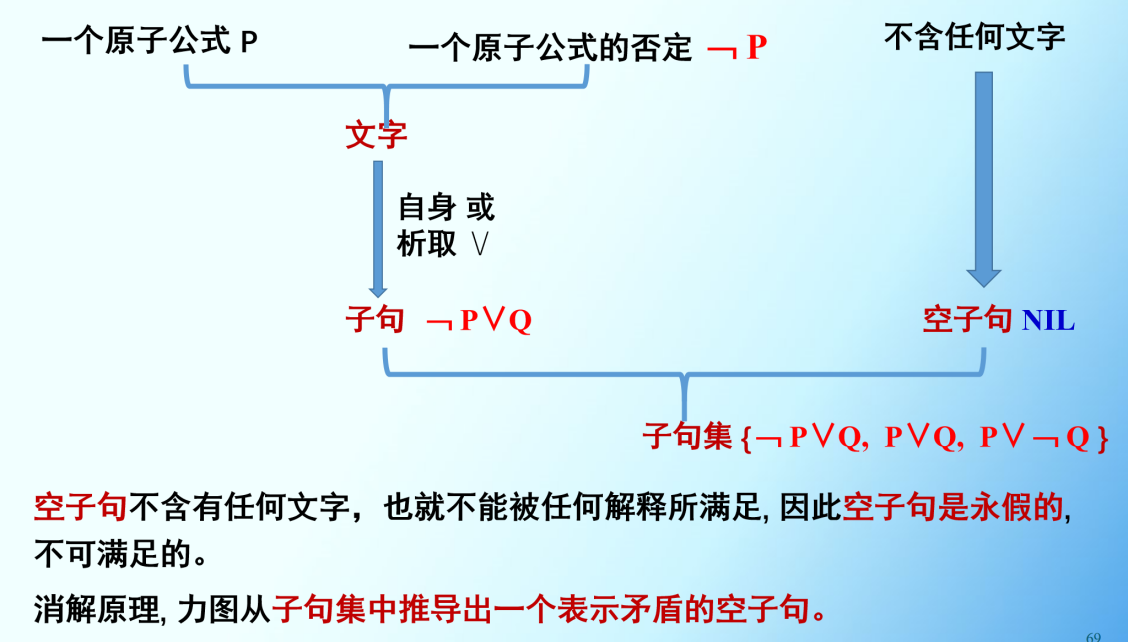 一个原子公式 P
一个原子公式的否定 ￢ P
不含任何文字
文字
自身 或
析取 ∨
子句 ￢ P∨Q
空子句 NIL
子句集 {￢ P∨Q, P∨Q, P∨￢ Q }
空子句不含有任何文字，也就不能被任何解释所满足, 因此空子句是永假的,
不可满足的。
消解原理, 力图从子句集中推导出一个表示矛盾的空子句。
69